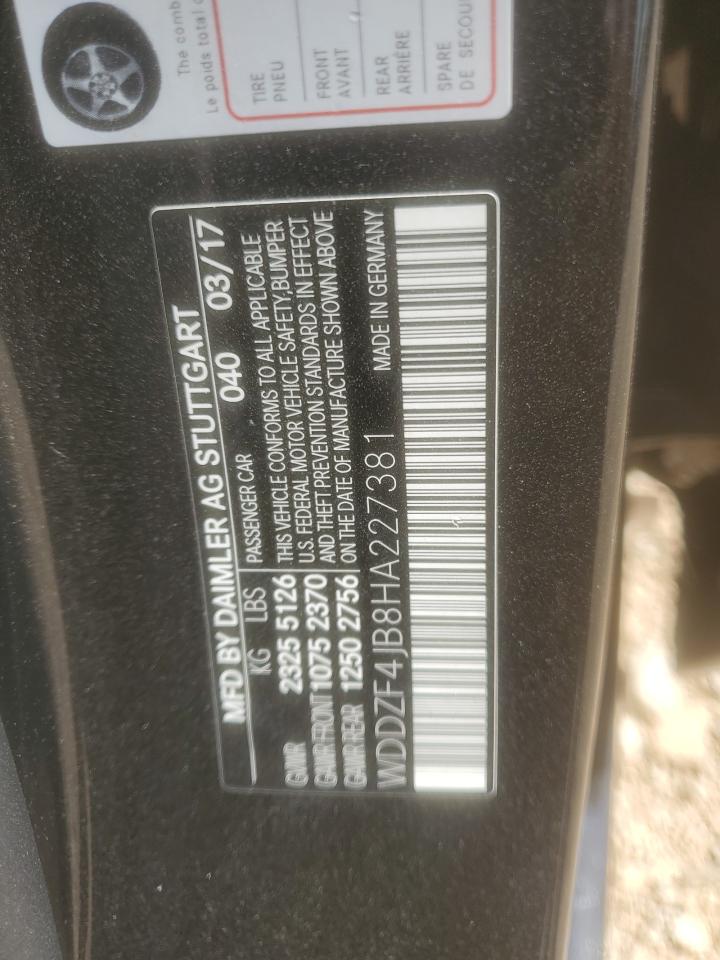 The comb
Le poids total
TIRE
PNEU
FRONT
AVANT
REAR
ARRIÈRE
SPARE
DE SECOU
MFD BY DAIMLER AG STUTTGART
KG LBS 040 03/17
PASSENGER CAR
GVWR 2325 5126
GAWR FRONT 1075 2370
GAWR REAR 1250 2756
THIS VEHICLE CONFORMS TO ALL APPLICABLE
U.S. FEDERAL MOTOR VEHICLE SAFETY,BUMPER
AND THEFT PREVENTION STANDARDS IN EFFECT
ON THE DATE OF MANUFACTURE SHOWN ABOVE
WDDZF4JB8HA227381 MADE IN GERMANY